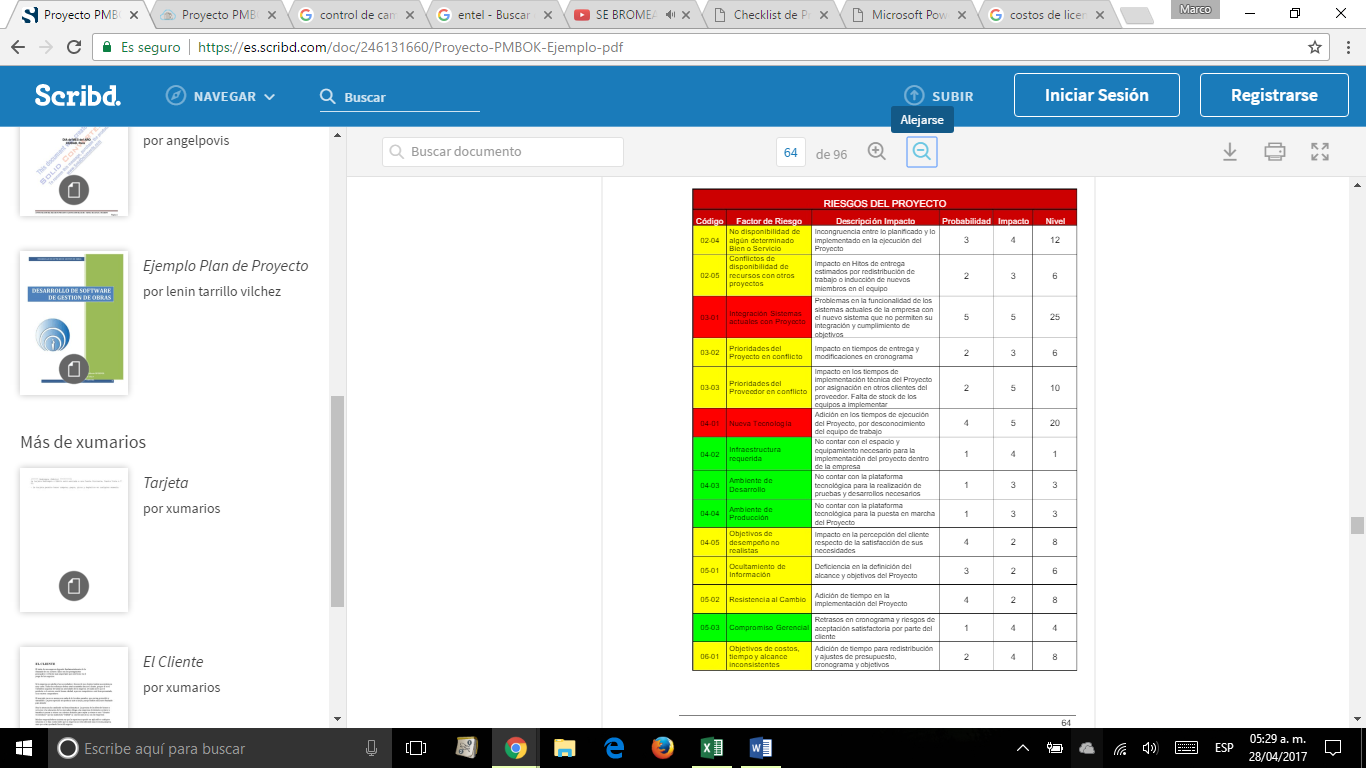 Proyecto PMB
Proyecto PMB
control de cam
entel - Buscar
SE BROMEA
Checklist de P
Microsoft Pow
costos de licen
Marco
Es seguro
https://es.scribd.com/doc/246131660/Proyecto-PMBOK-Ejemplo-pdf
Scribd.
NAVEGAR
Buscar
SUBIR
Iniciar Sesión
Registrarse
Alejarse
por angelpovis
Buscar documento
64
de 96
Ejemplo Plan de Proyecto
por lenin tarrillo vilchez
DESARROLLO DE SOFTWARE
DE GESTION DE OBRAS
Más de xumarios
Tarjeta
por xumarios
EL CLIENTE
El Cliente
por xumarios
RIESGOS DEL PROYECTO
Código Factor de Riesgo Descripción Impacto Probabilidad Impacto Nivel
02-04
No disponibilidad de
algún determinado
Bien o Servicio
Incongruencia entre lo planificado y lo
implementado en la ejecución del
Proyecto
3 4 12
02-05
Conflictos de
disponibilidad de
recursos con otros
proyectos
Impacto en Hitos de entrega
estimados por redistribución de
trabajo o inducción de nuevos
miembros en el equipo
2 3 6
03-01
Integración Sistemas
actuales con Proyecto
Problemas en la funcionalidad de los
sistemas actuales de la empresa con
el nuevo sistema que no permiten su
integración y cumplimiento de
objetivos
5 5 25
03-02
Prioridades del
Proyecto en conflicto
Impacto en tiempos de entrega y
modificaciones en cronograma
2 3 6
03-03
Prioridades del
Proveedor en conflicto
Impacto en los tiempos de
implementación técnica del Proyecto
por asignación en otros clientes del
proveedor. Falta de stock de los
equipos a implementar
2 5 10
04-01
Nueva Tecnología
Adición en los tiempos de ejecución
del Proyecto, por desconocimiento
del equipo de trabajo
4 5 20
04-02
Infraestructura
requerida
No contar con el espacio y
equipamiento necesario para la
implementación del proyecto dentro
de la empresa
1 4 1
04-03
Ambiente de
Desarrollo
No contar con la plataforma
tecnológica para la realización de
pruebas y desarrollos necesarios
1 3 3
04-04
Ambiente de
Producción
No contar con la plataforma
tecnológica para la puesta en marcha
del Proyecto
1 3 3
04-05
Objetivos de
desempeño no
realistas
Impacto en la percepción del cliente
respecto de la satisfacción de sus
necesidades
4 2 8
05-01
Ocultamiento de
Información
Deficiencia en la definición del
alcance y objetivos del Proyecto
3 2 6
05-02
Resistencia al Cambio
Adición de tiempo en la
implementación del Proyecto
4 2 8
05-03
Compromiso Gerencial
Retrasos en cronograma y riesgos de
aceptación satisfactoria por parte del
cliente
1 4 4
06-01
Objetivos de costos,
tiempo y alcance
inconsistentes
Adición de tiempo para redistribución
y ajustes de presupuesto,
cronograma y objetivos
2 4 8
64
Escribe aquí para buscar
ESP
05:29 a. m.
28/04/2017